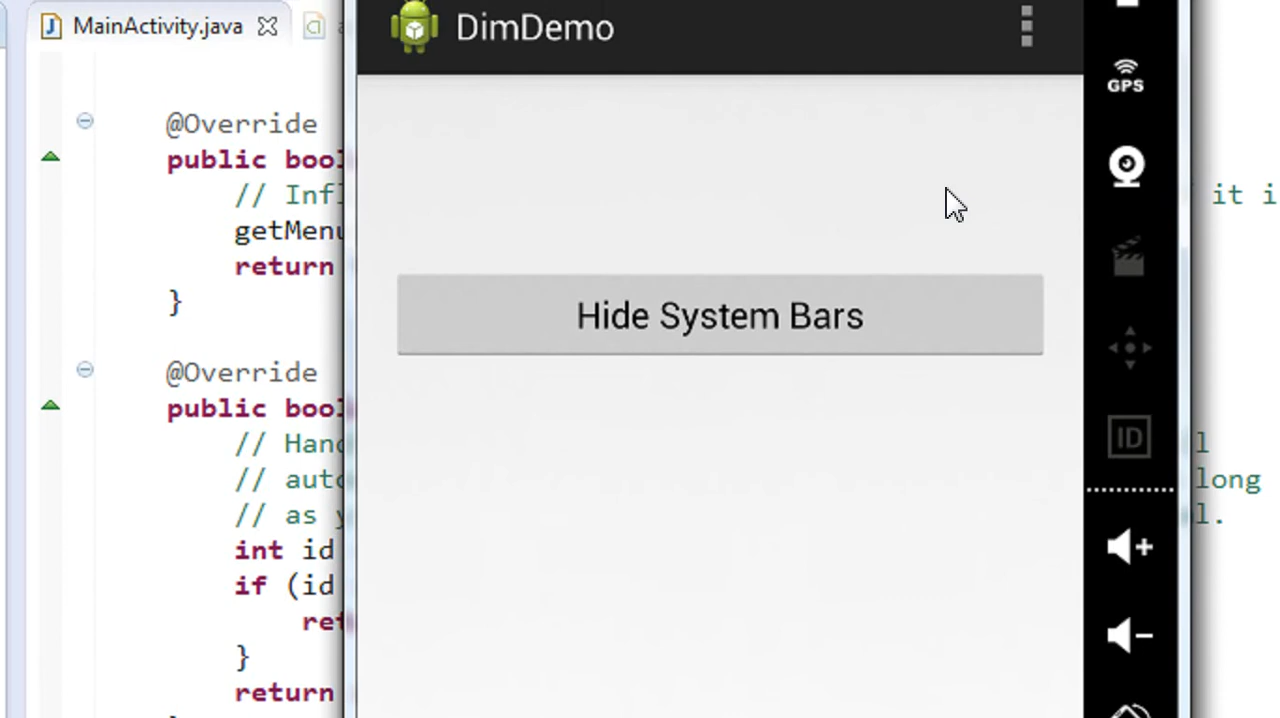 MainActivity.java
DimDemo
GPS
@Override
public bool
// Infl it i
getMenu
return
}
Hide System Bars
@Override
public bool
// Hand l
ID
// auto long
// as y l.
int id
if (id
ret
}
return